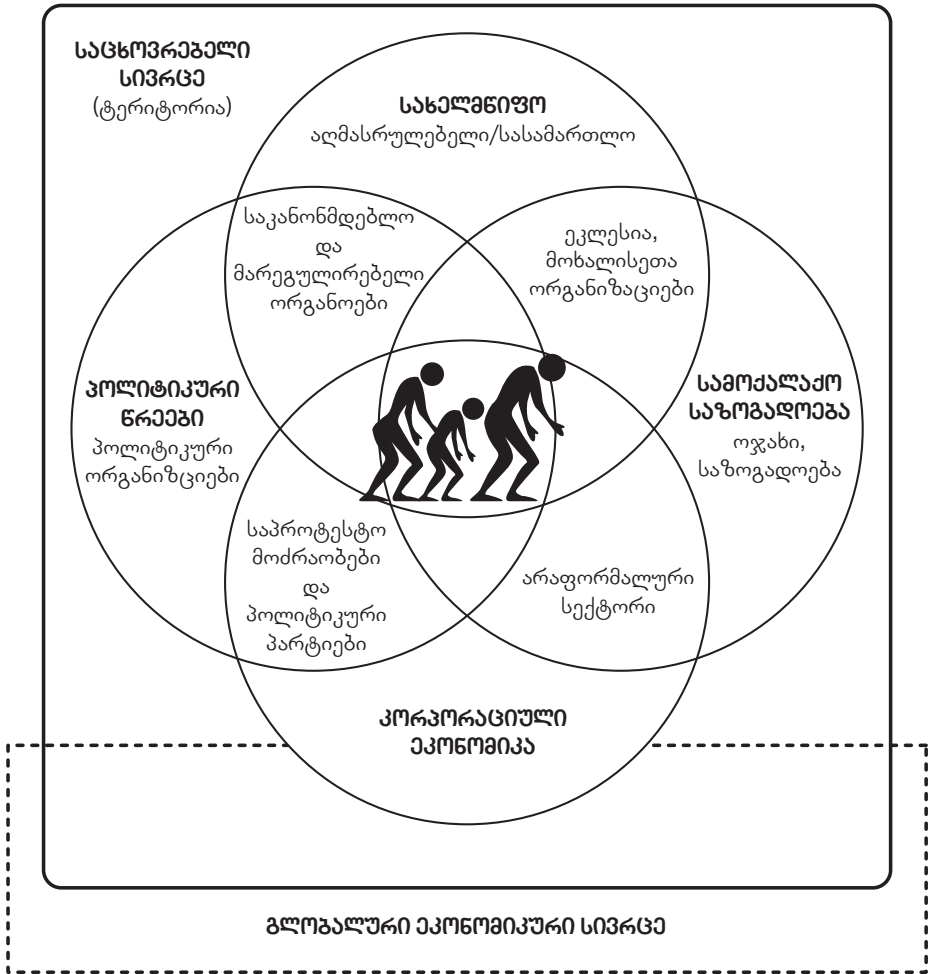 საცხოვრებელი
სივრცე
(ტერიტორია)
სახელმწიფო
აღმასრულებელი/სასამართლო
საკანონმდებლო
და
მარეგულირებელი
ორგანოები
ეკლესია,
მოხალისეთა
ორგანიზაციები
პოლიტიკური
წრეები
პოლიტიკური
ორგანიზციები
სამოქალაქო
საზოგადოება
ოჯახი,
საზოგადოება
საპროტესტო
მოძრაობები
და
პოლიტიკური
პარტიები
არაფორმალური
სექტორი
კორპორაციული
ეკონომიკა
გლობალური ეკონომიკური სივრცე